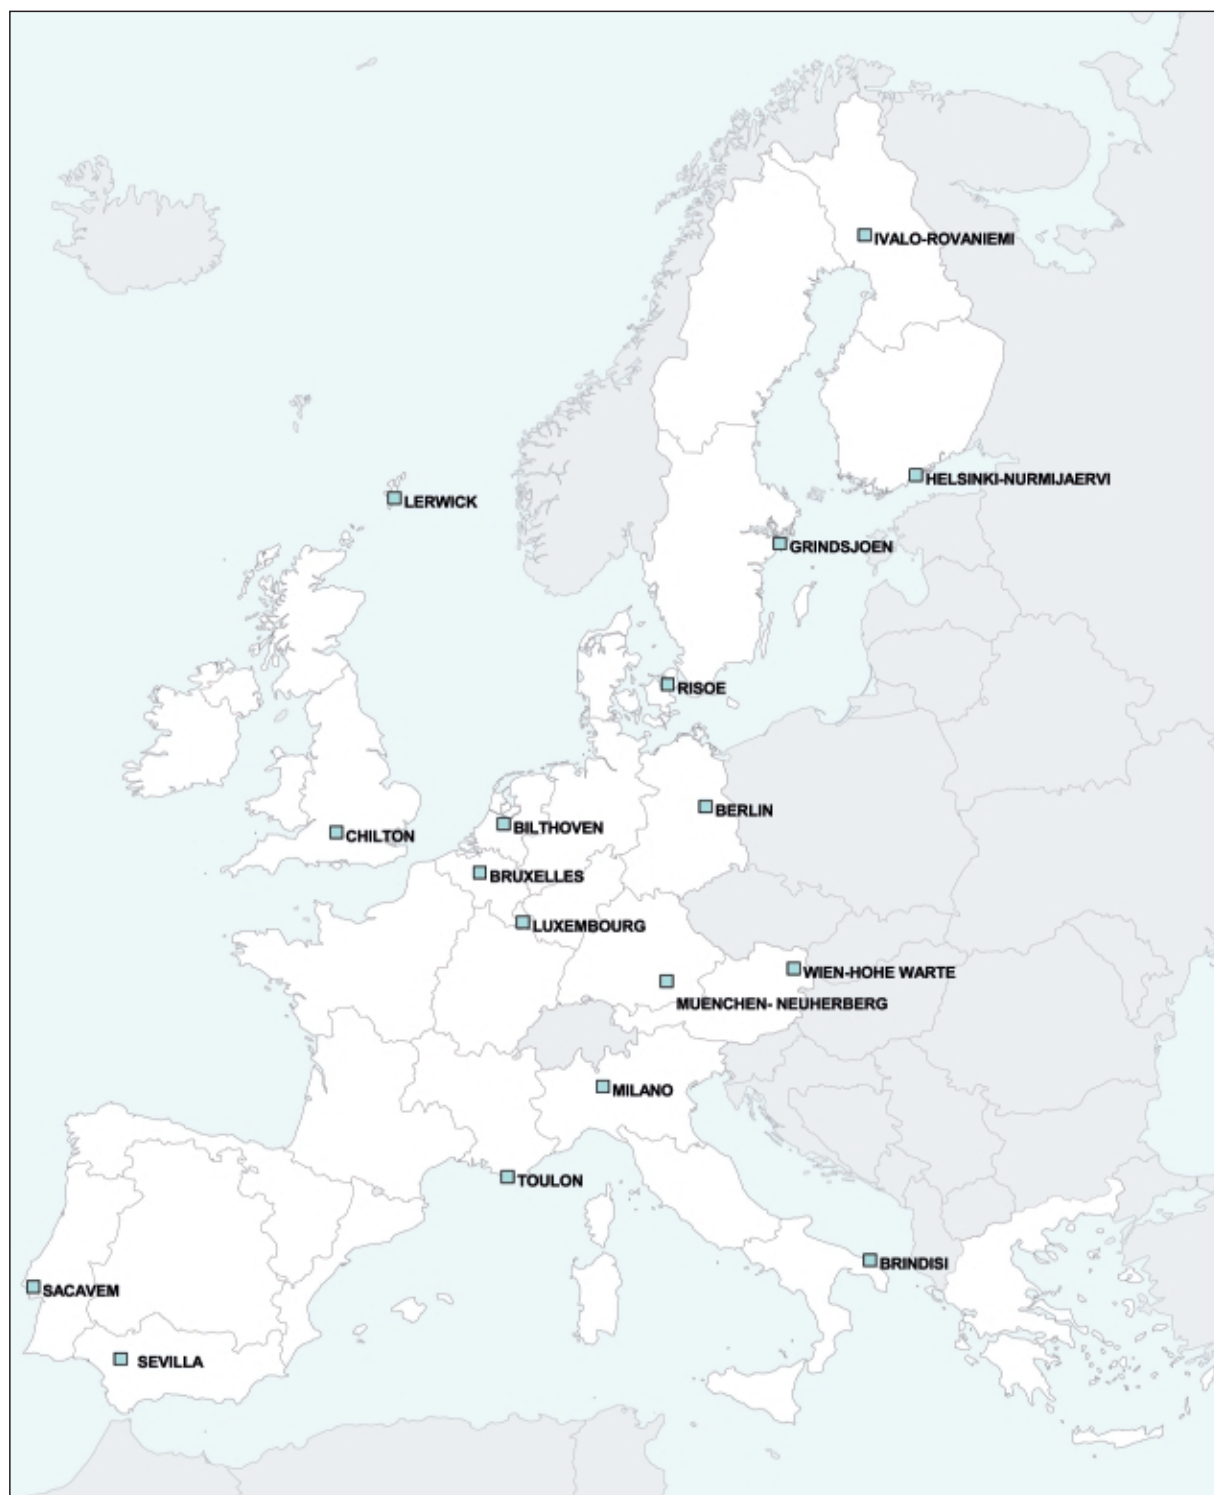 IVALO-ROVANIEMI
HELSINKI-NURMIJAERVI
LERWICK
GRINDSJOEN
RISOE
BERLIN
BILTHOVEN
CHILTON
BRUXELLES
LUXEMBOURG
WIEN-HOHE WARTE
MUENCHEN- NEUHERBERG
MILANO
TOULON
BRINDISI
SACAVEM
SEVILLA